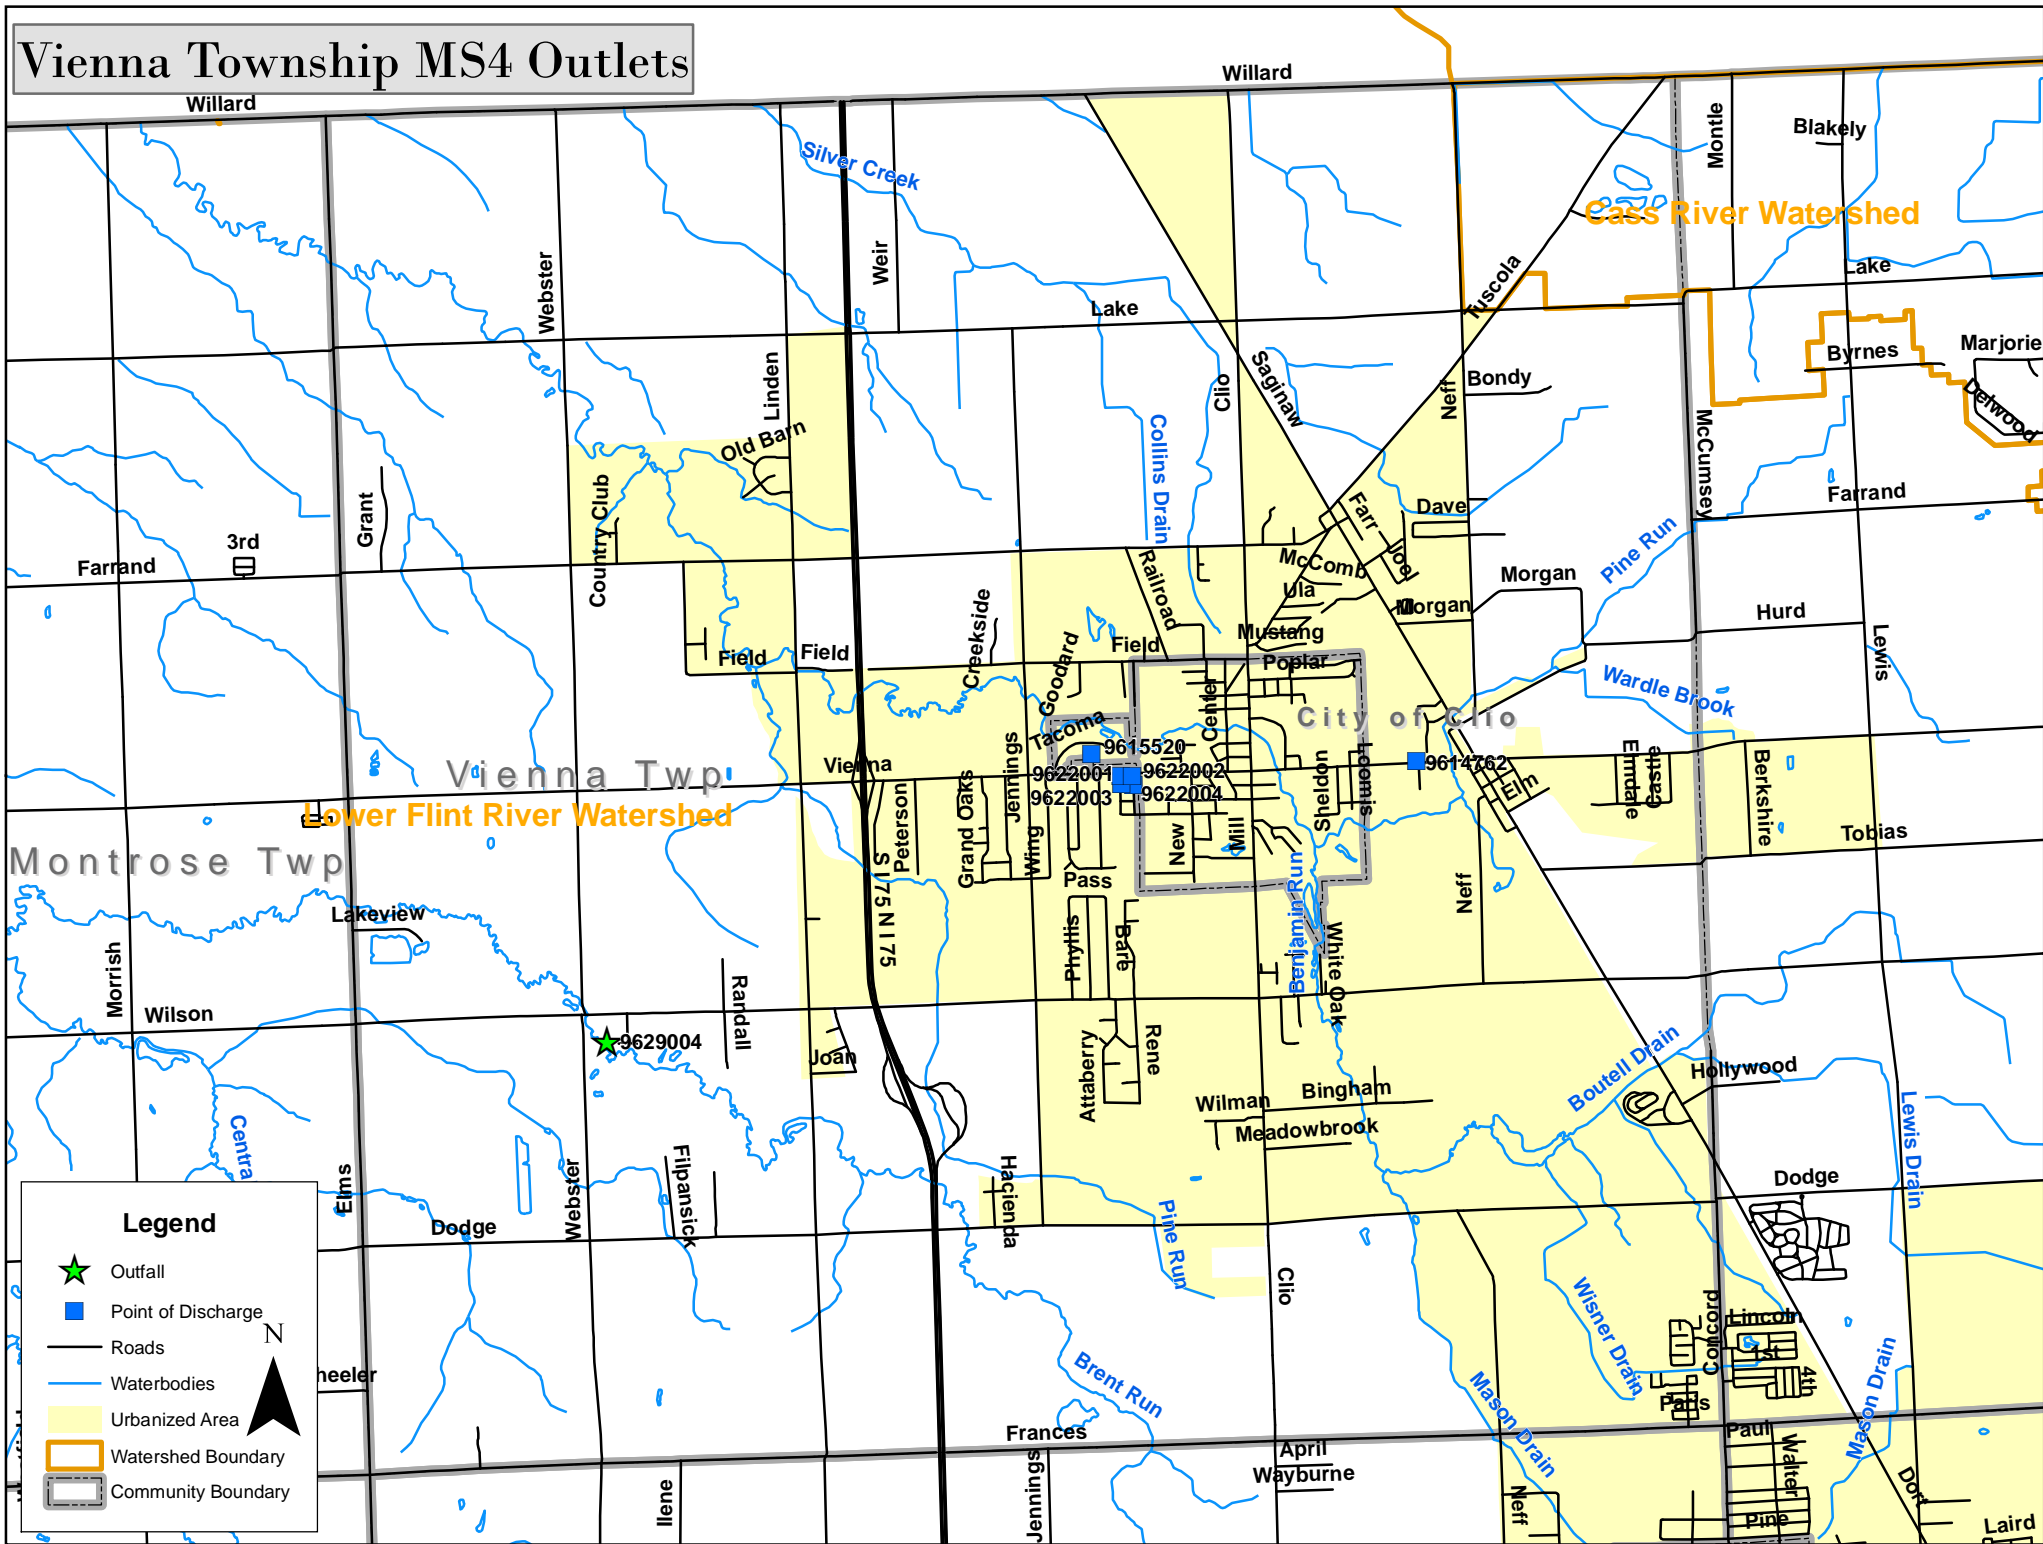 Vienna Township MS4 Outlets
Willard
Willard
Montle
Blakely
Silver Creek
Cass River Watershed
Weir
Webster
Tuscola
Lake
Lake
Linden
Saginaw
Clio
Neff
Bondy
Byrnes
Marjorie
Delwood
McCumsey
Old Barn
Collins Drain
Country Club
Grant
Farr
Dave
Farrand
3rd
Farrand
Railroad
McComb
Joel
Pine Run
Morgan
Ula
Morgan
Hurd
Creekside
Goodard
Field
Mustang
Lewis
Field
Field
Poplar
Wardle Brook
Center
City of Clio
Tacoma
9615520
Vienna Twp
Vienna
Jennings
9622001
9622002
9614762
9622003
9622004
Sheldon
Loomis
Elm
Elmdale
Castle
Berkshire
Tobias
Lower Flint River Watershed
Peterson
Grand Oaks
Wing
New
Mill
Montrose Twp
S I 75 N I 75
Pass
Neff
Lakeview
Phyllis
Bare
Benjamin Run
White Oak
Morrish
Randall
Wilson
9629004
Joan
Attaberry
Rene
Boutell Drain
Hollywood
Wilman
Bingham
Meadowbrook
Lewis Drain
Elms
Webster
Filpansick
Hacienda
Pine Run
Dodge
Dodge
Clio
Wisner Drain
Concord
Lincoln
1st
4th
Paris
Mason Drain
Mason Drain
Brent Run
Frances
April
Wayburne
Paul
Walter
Ilene
Jennings
Neff
Pine
Laird
Legend
Outfall
Point of Discharge
N
Roads
Waterbodies
Urbanized Area
Watershed Boundary
Community Boundary